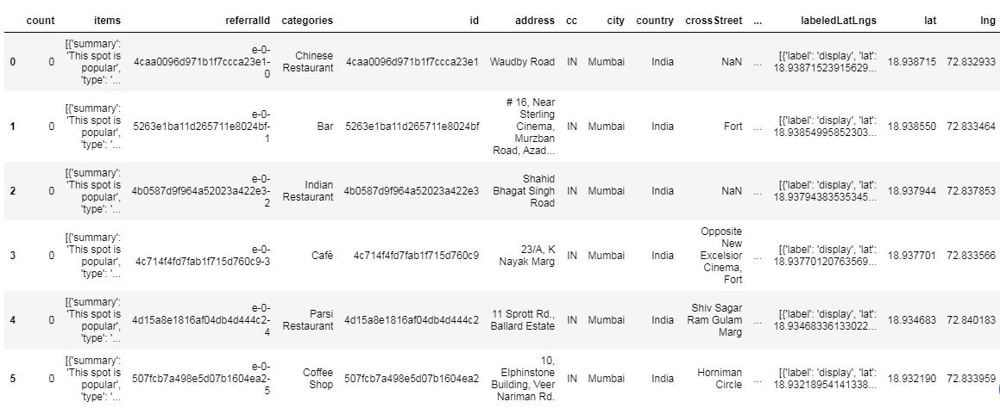 count items referralId categories id address cc city country crossStreet ... labeledLatLngs lat lng
[{'summary':
'This spot is
popular',
'type': '...
e-0-
4caa0096d971b1f7ccca23e1-
0
Chinese
Restaurant
0 0 4caa0096d971b1f7ccca23e1 Waudby Road IN Mumbai India NaN ...
[{'label': 'display', 'lat':
18.93871523915629...
18.938715 72.832933
[{'summary':
'This spot is
popular',
'type': '...
e-0-
5263e1ba11d265711e8024bf-
1
1 0 Bar 5263e1ba11d265711e8024bf
# 16, Near
Sterling
Cinema,
Murzban
Road, Azad...
IN Mumbai India Fort ...
[{'label': 'display', 'lat':
18.93854995852303...
18.938550 72.833464
[{'summary':
'This spot is
popular',
'type': '...
e-0-
4b0587d9f964a52023a422e3-
2
Indian
Restaurant
2 0 4b0587d9f964a52023a422e3
Shahid
Bhagat Singh
Road
IN Mumbai India NaN ...
[{'label': 'display', 'lat':
18.93794383535345...
18.937944 72.837853
[{'summary':
'This spot is
popular',
'type': '...
e-0-
4c714f4fd7fab1f715d760c9-3
3 0 Café 4c714f4fd7fab1f715d760c9
23/A, K
Nayak Marg
IN Mumbai India
Opposite
New
Excelsior
Cinema,
Fort
...
[{'label': 'display', 'lat':
18.93770120763569...
18.937701 72.833566
[{'summary':
'This spot is
popular',
'type': '...
e-0-
4d15a8e1816af04db4d444c2-
4
Parsi
Restaurant
4 0 4d15a8e1816af04db4d444c2
11 Sprott Rd.,
Ballard Estate
IN Mumbai India
Shiv Sagar
Ram Gulam
Marg
...
[{'label': 'display', 'lat':
18.93468336133022...
18.934683 72.840183
[{'summary':
'This spot is
popular',
'type': '...
e-0-
507fcb7a498e5d07b1604ea2-
5
Coffee
Shop
5 0 507fcb7a498e5d07b1604ea2
10,
Elphinstone
Building, Veer
Nariman Rd.
IN Mumbai India
Horniman
Circle
...
[{'label': 'display', 'lat':
18.93218954141338...
18.932190 72.833959